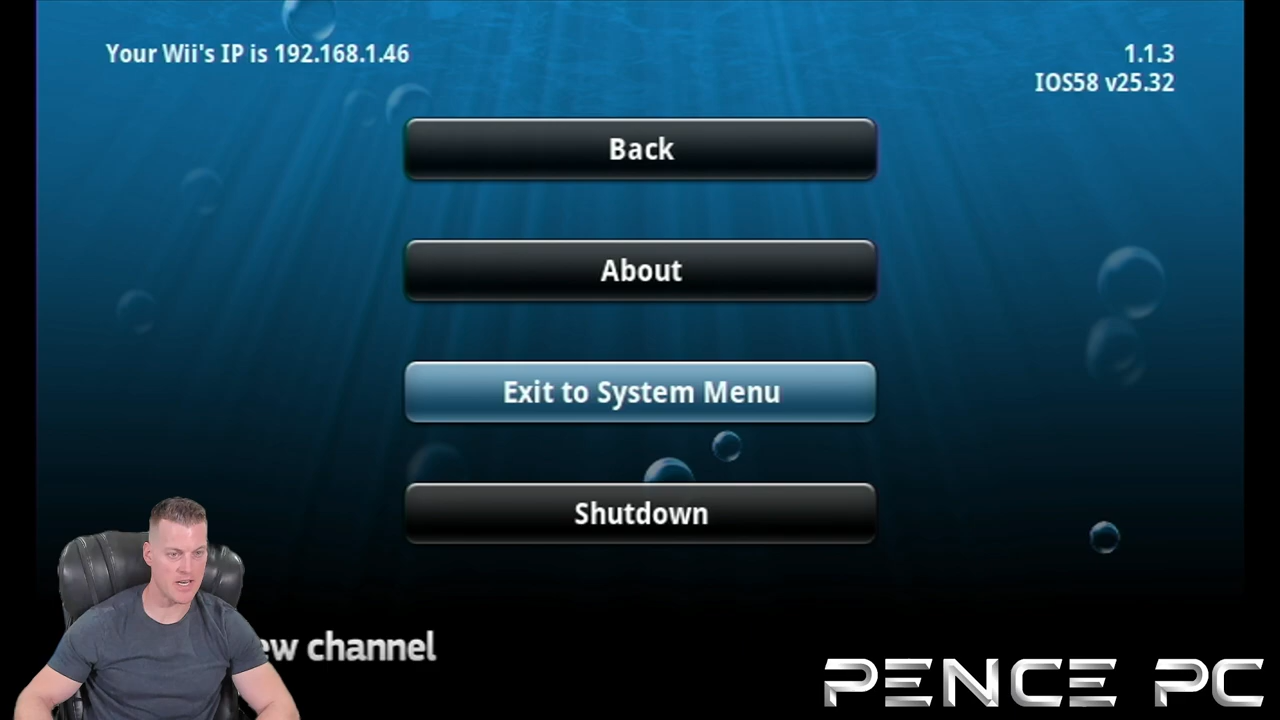 Your Wii's IP is 192.168.1.46
1.1.3
IOS58 v25.32
Back
About
Exit to System Menu
Shutdown
channel
PENCE PC